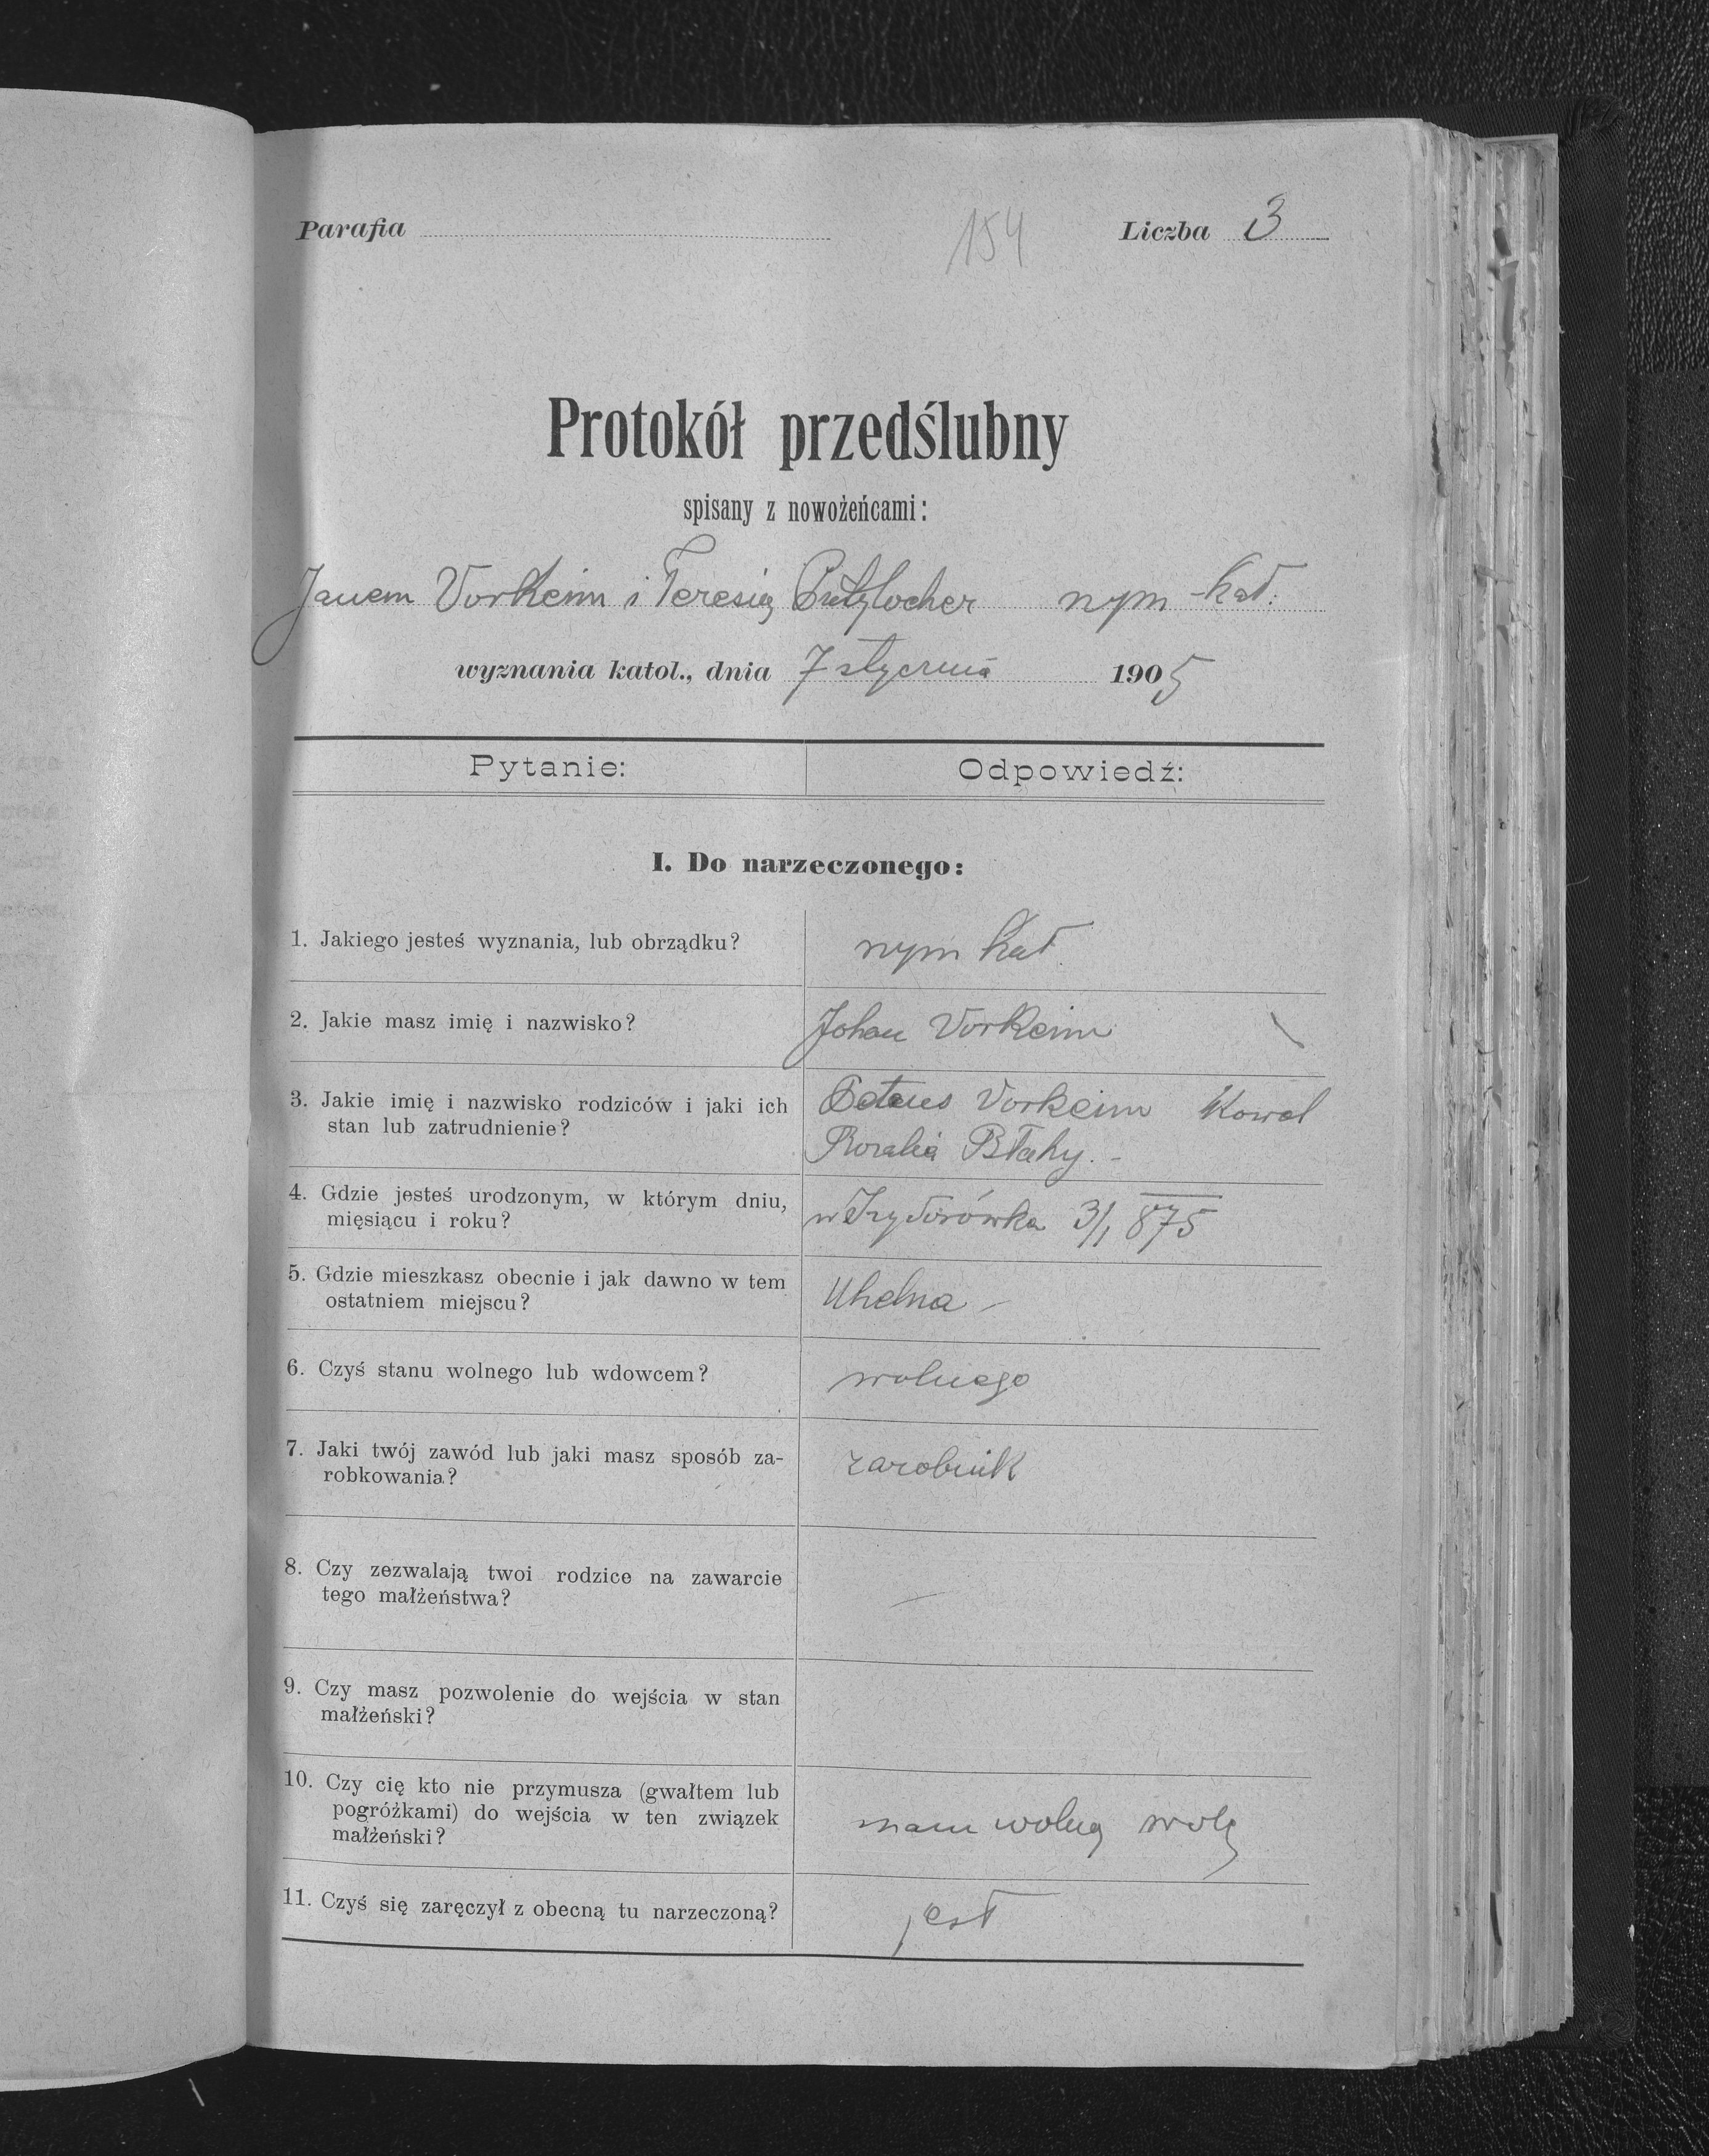 Parafia
154
Liczba 3
Protokół przedślubny
spisany z nowożeńcami:
Janem Vorkeim i Teresią rzym kat.
wyznania katol., dnia 7 stycznia 1905
Pytanie:
Odpowiedź:
I. Do narzeczonego:
1. Jakiego jesteś wyznania, lub obrządku?
rzym kat.
2. Jakie masz imię i nazwisko?
Johan Vorkeim
3. Jakie imię i nazwisko rodziców i jaki ich
stan lub zatrudnienie?
Vorkeim Kowal
Rozalia Błahy. -
4. Gdzie jesteś urodzonym, w którym dniu,
mięsiącu i roku?
w Izydorówka 3/1 875
5. Gdzie mieszkasz obecnie i jak dawno w tem
ostatniem miejscu?
Uhelna -
6. Czyś stanu wolnego lub wdowcem?
wolnego
7. Jaki twój zawód lub jaki masz sposób za-
robkowania?
zarobnik
8. Czy zezwalają twoi rodzice na zawarcie
tego małżeństwa?
—
9. Czy masz pozwolenie do wejścia w stan
małżeński?
10. Czy cię kto nie przymusza (gwałtem lub
pogróżkami) do wejścia w ten związek
małżeński?
mam wolną wolę
11. Czyś się zaręczył z obecną tu narzeczoną?
jest